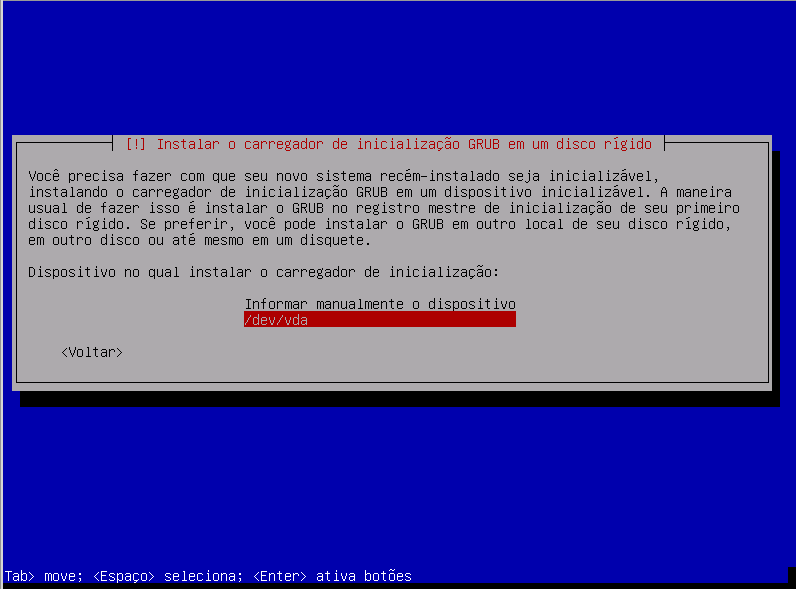 [!] Instalar o carregador de inicialização GRUB em um disco rígido
Você precisa fazer com que seu novo sistema recém-instalado seja inicializável,
instalando o carregador de inicialização GRUB em um dispositivo inicializável. A maneira
usual de fazer isso é instalar o GRUB no registro mestre de inicialização de seu primeiro
disco rígido. Se preferir, você pode instalar o GRUB em outro local de seu disco rígido,
em outro disco ou até mesmo em um disquete.
Dispositivo no qual instalar o carregador de inicialização:
Informar manualmente o dispositivo
/dev/vda
<Voltar>
Tab> move; <Espaço> seleciona; <Enter> ativa botões